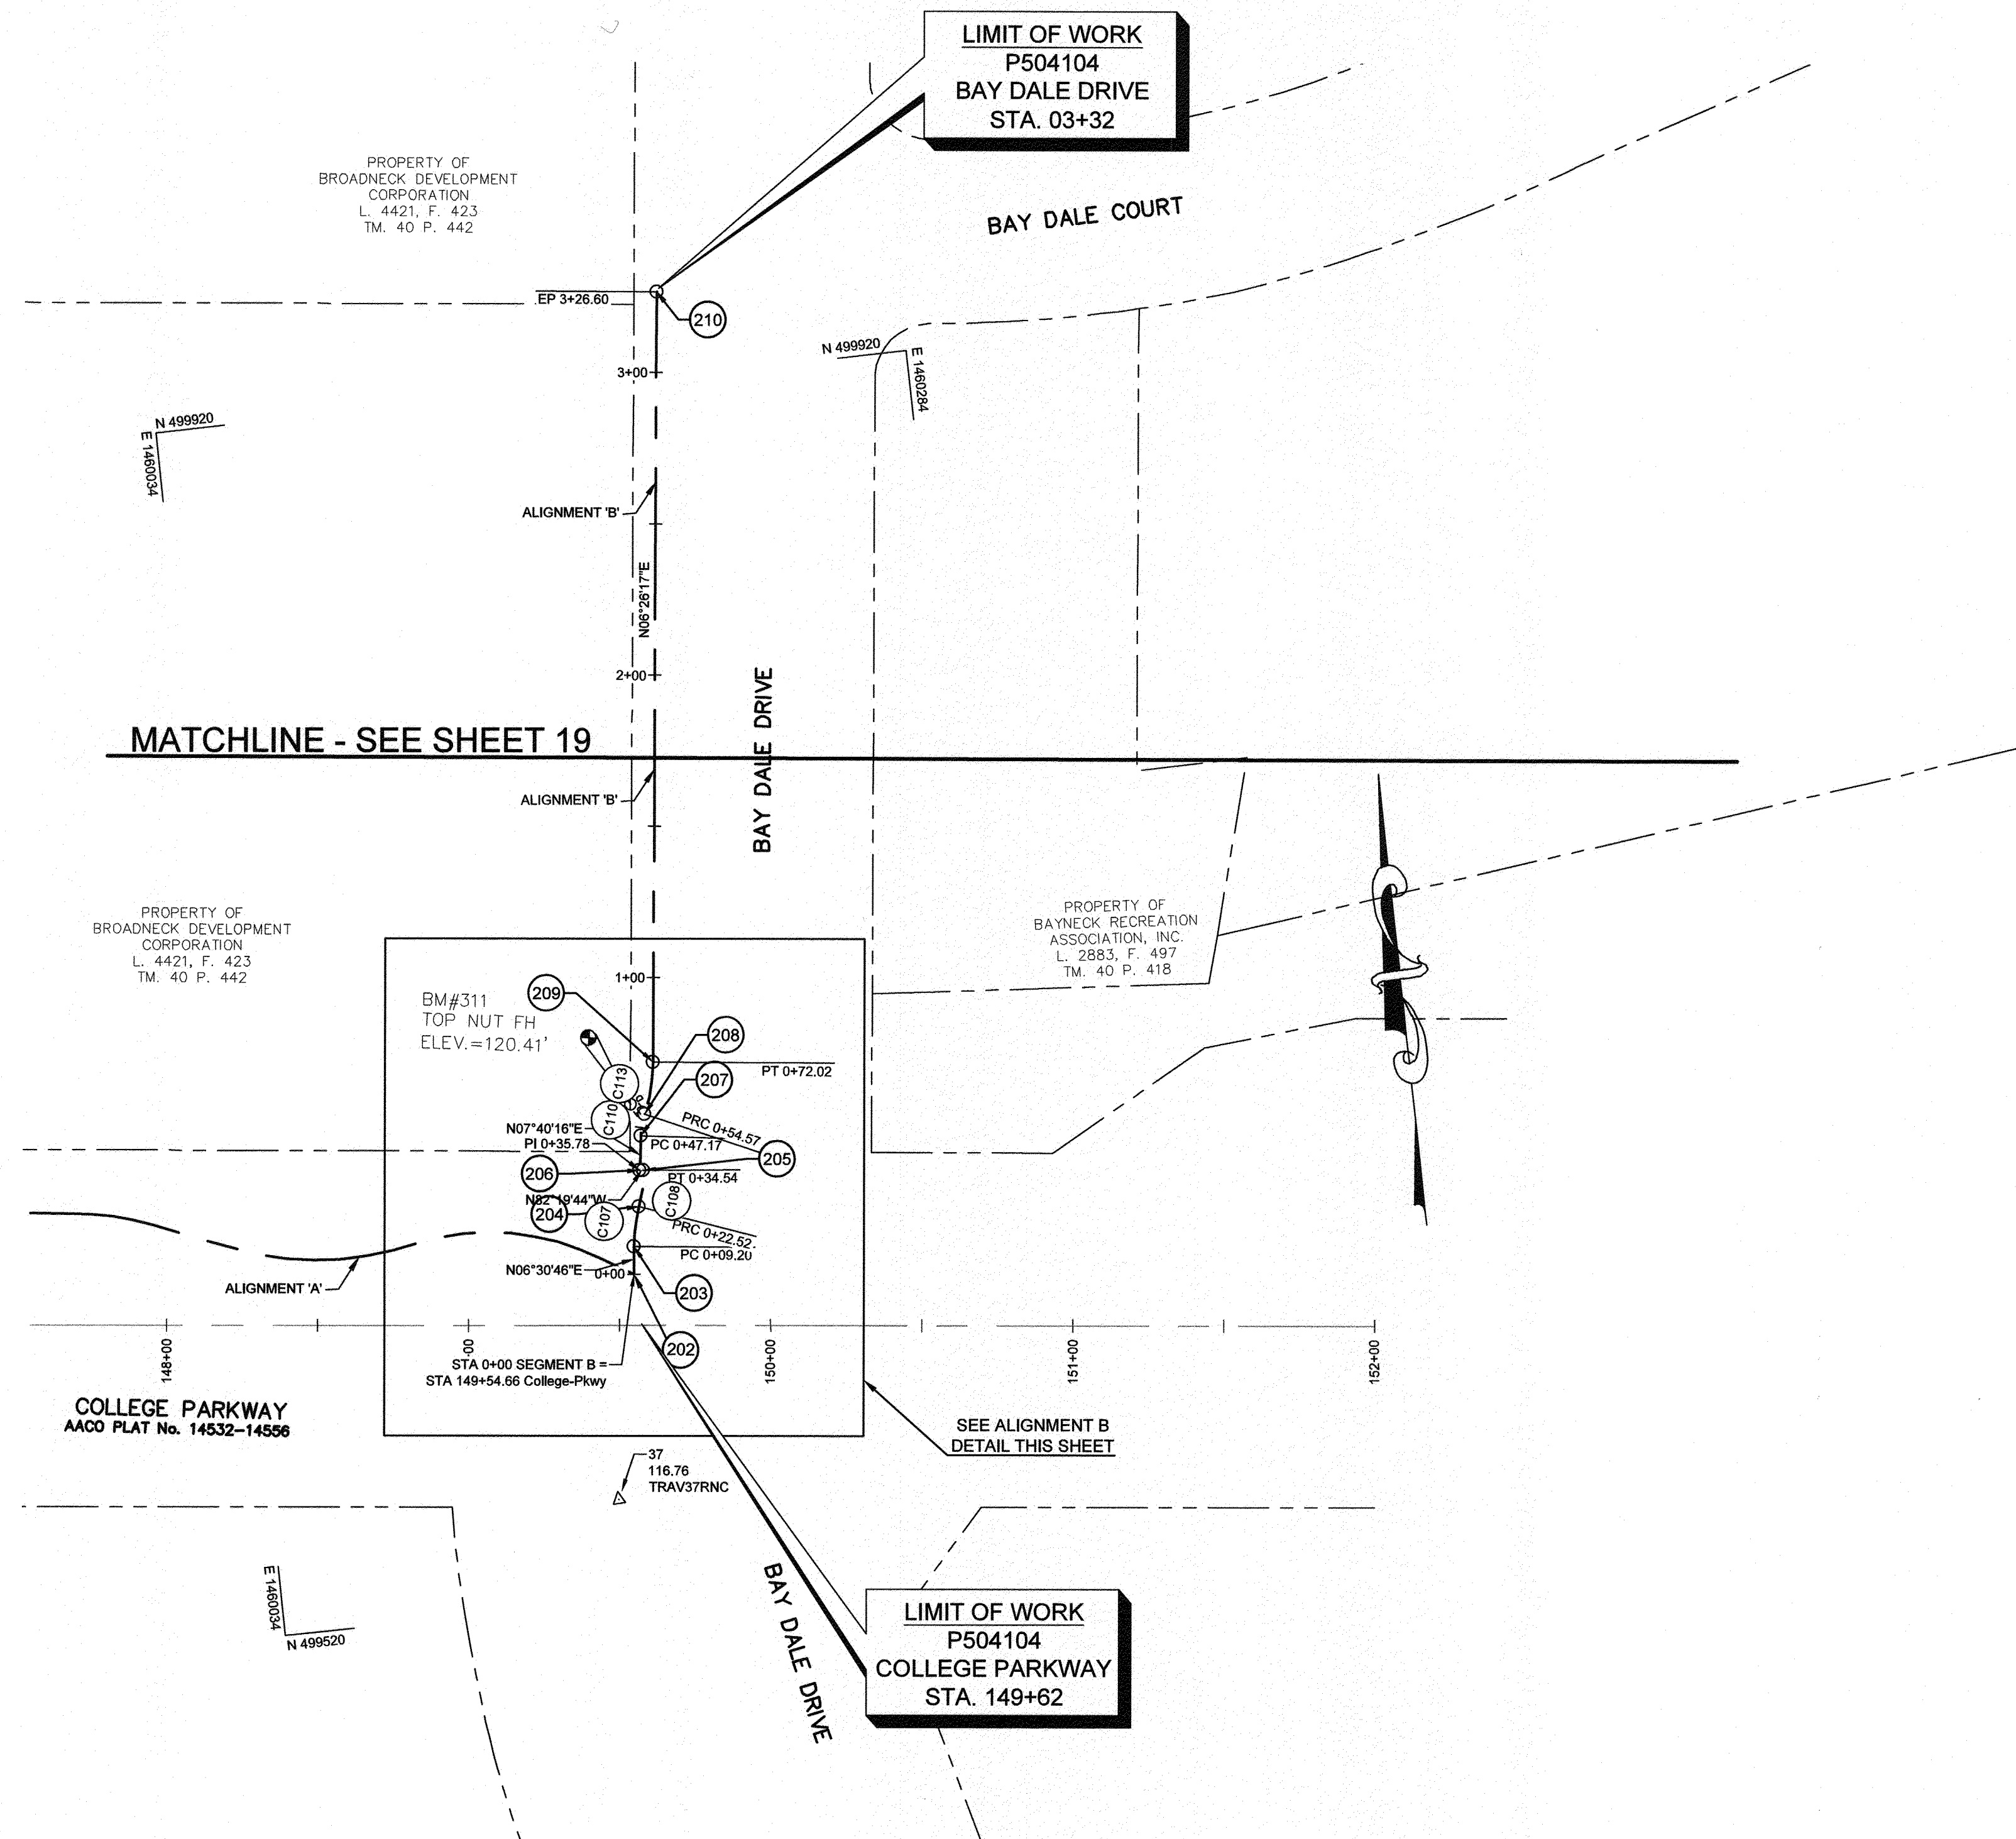 LIMIT OF WORK
P504104
BAY DALE DRIVE
STA. 03+32
PROPERTY OF
BROADNECK DEVELOPMENT
CORPORATION
L. 4421, F. 423
TM. 40 P. 442
BAY DALE COURT
EP 3+26.60
210
N 499920
E 1460284
3+00
N 499920
E 1460034
ALIGNMENT 'B'
N06°26'17"E
2+00
BAY DALE DRIVE
MATCHLINE - SEE SHEET 19
ALIGNMENT 'B'
PROPERTY OF
BROADNECK DEVELOPMENT
CORPORATION
L. 4421, F. 423
TM. 40 P. 442
PROPERTY OF
BAYNECK RECREATION
ASSOCIATION, INC.
L. 2883, F. 497
TM. 40 P. 418
1+00
209
BM#311
TOP NUT FH
ELEV.=120.41'
208
PT 0+72.02
207
C113
C110
PRC 0+54.57
N07°40'16"E
PI 0+35.78
PC 0+47.17
205
206
PT 0+34.54
N82°19'44"W
C108
204
C107
PRC 0+22.52
PC 0+09.20
N06°30'46"E
0+00
203
ALIGNMENT 'A'
202
148+00
150+00
151+00
152+00
STA 0+00 SEGMENT B =
STA 149+54.66 College-Pkwy
COLLEGE PARKWAY
AACO PLAT No. 14532-14556
SEE ALIGNMENT B
DETAIL THIS SHEET
37
116.76
TRAV37RNC
E 1460034
N 499520
BAY DALE DRIVE
LIMIT OF WORK
P504104
COLLEGE PARKWAY
STA. 149+62